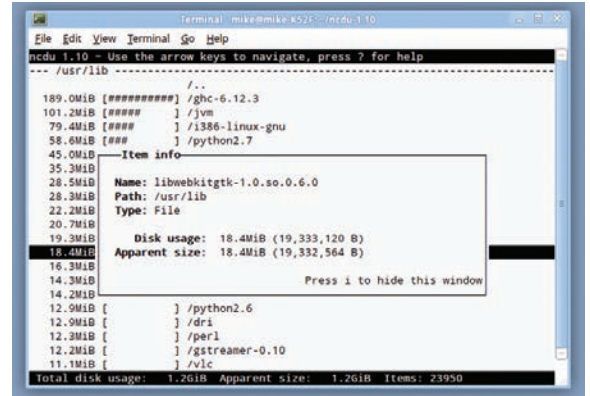 Terminal - mike@mike-K52F: ~/ncdu-1.10
File Edit View Terminal Go Help
ncdu 1.10 ~ Use the arrow keys to navigate, press ? for help
--- /usr/lib ---------------------------------------------------------
/..
189.0MiB [##########] /ghc-6.12.3
101.2MiB [##### ] /jvm
79.4MiB [#### ] /i386-linux-gnu
58.6MiB [### ] /python2.7
45.0MiB
35.3MiB
28.5MiB
28.3MiB
22.2MiB
20.7MiB
19.3MiB
18.4MiB
16.3MiB
14.3MiB
14.2MiB
Item info
Name: libwebkitgtk-1.0.so.0.6.0
Path: /usr/lib
Type: File
Disk usage: 18.4MiB (19,333,120 B)
Apparent size: 18.4MiB (19,332,564 B)
Press i to hide this window
12.9MiB [ ] /python2.6
12.9MiB [ ] /dri
12.3MiB [ ] /perl
12.2MiB [ ] /gstreamer-0.10
11.1MiB [ ] /vlc
Total disk usage: 1.2GiB Apparent size: 1.2GiB Items: 23950